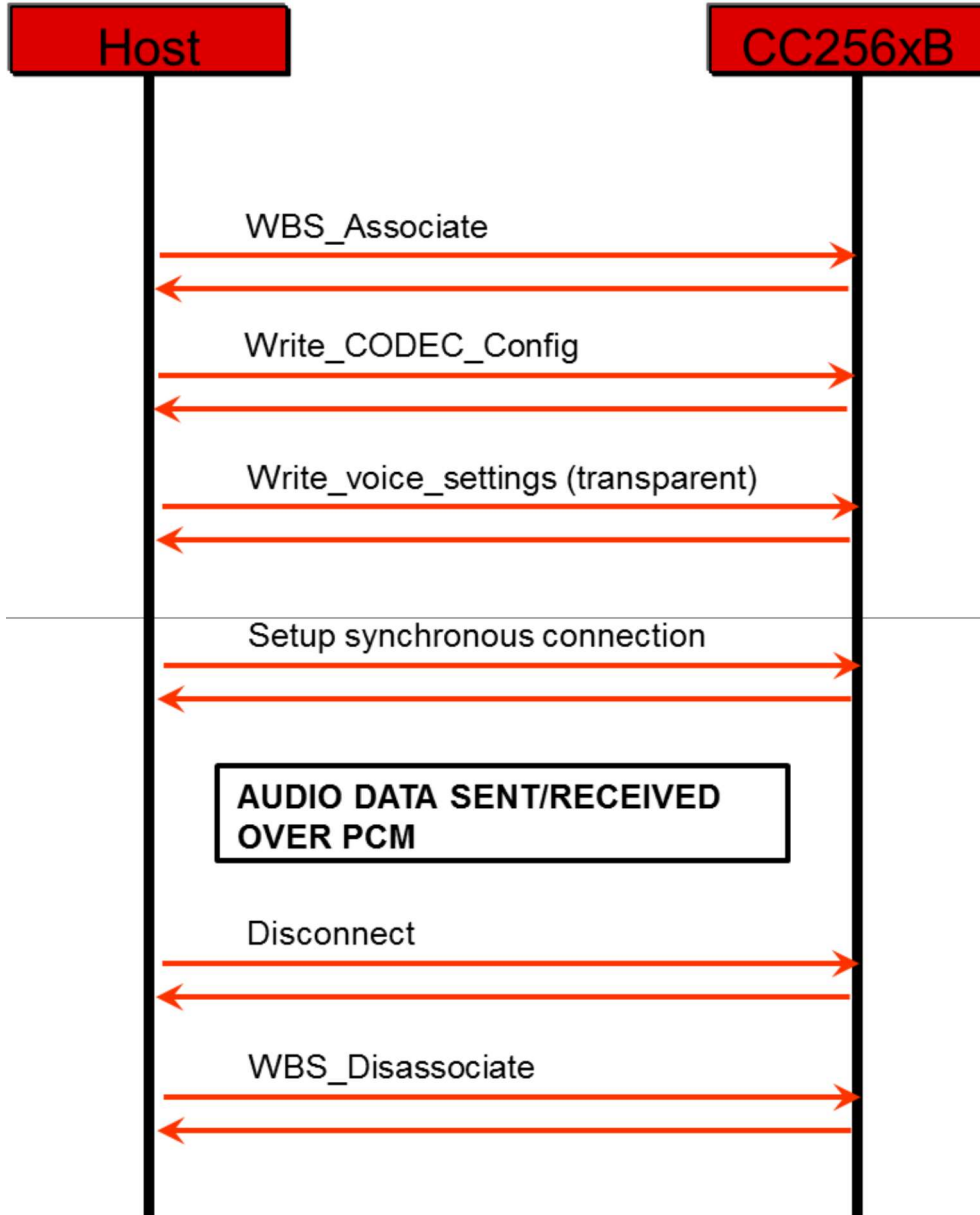 Host
CC256xB
WBS_Associate
Write_CODEC_Config
Write_voice_settings (transparent)
Setup synchronous connection
AUDIO DATA SENT/RECEIVED
OVER PCM
Disconnect
WBS_Disassociate